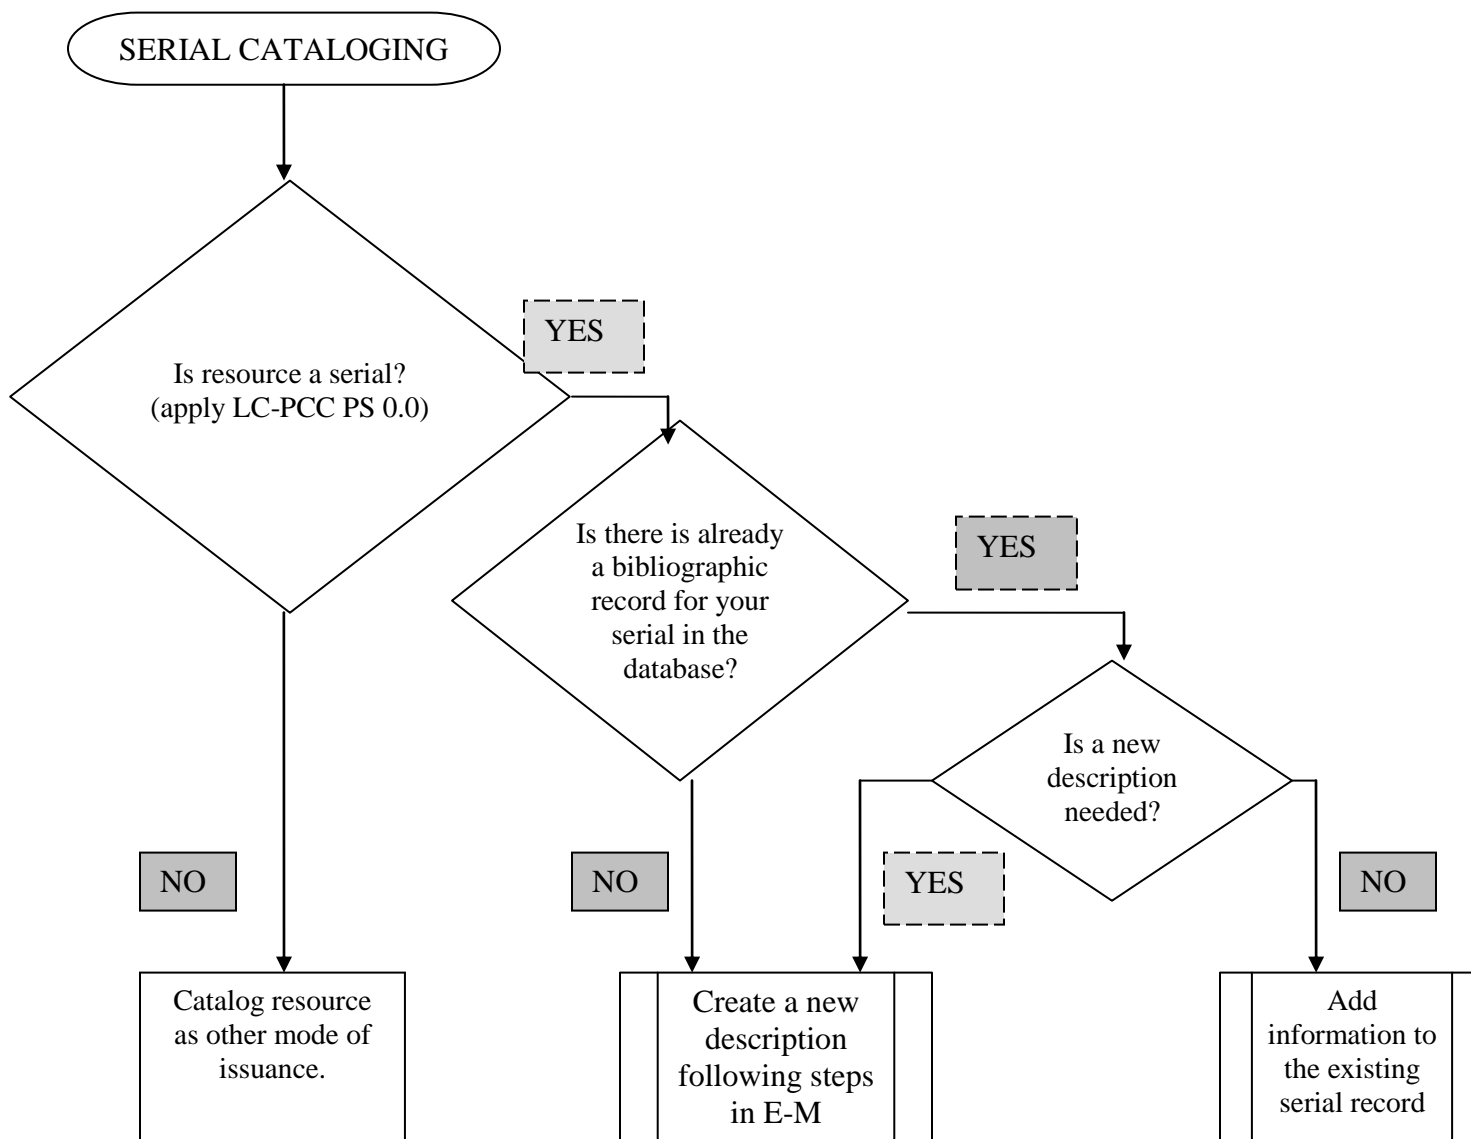 SERIAL CATALOGING
YES
Is resource a serial?
(apply LC-PCC PS 0.0)
Is there is already
a bibliographic
record for your
serial in the
database?
YES
Is a new
description
needed?
NO
NO
YES
NO
Catalog resource
as other mode of
issuance.
Create a new
description
following steps
in E-M
Add
information to
the existing
serial record